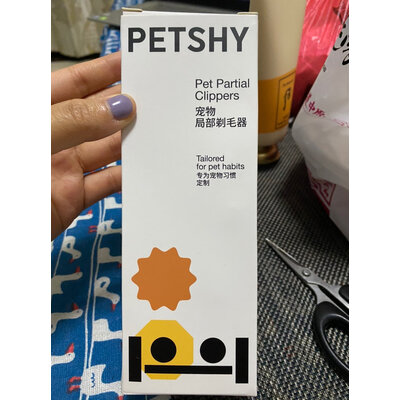 PETSHY
Pet Partial
Clippers
宠物
局部剃毛器
Tailored
for pet habits
专为宠物习惯
定制